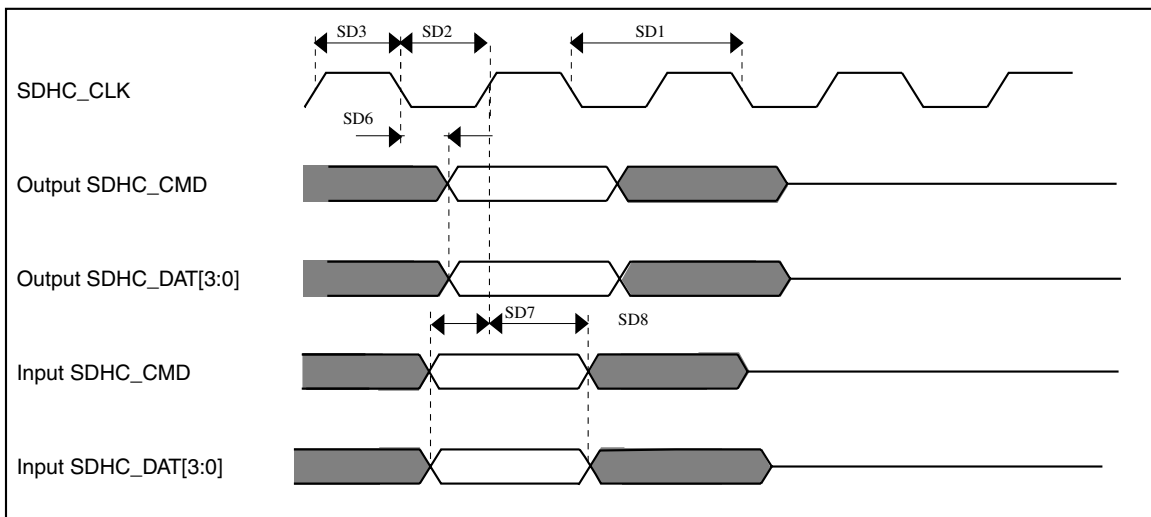 SD3
SD2
SD1
SDHC_CLK
SD6
Output SDHC_CMD
Output SDHC_DAT[3:0]
SD7
SD8
Input SDHC_CMD
Input SDHC_DAT[3:0]